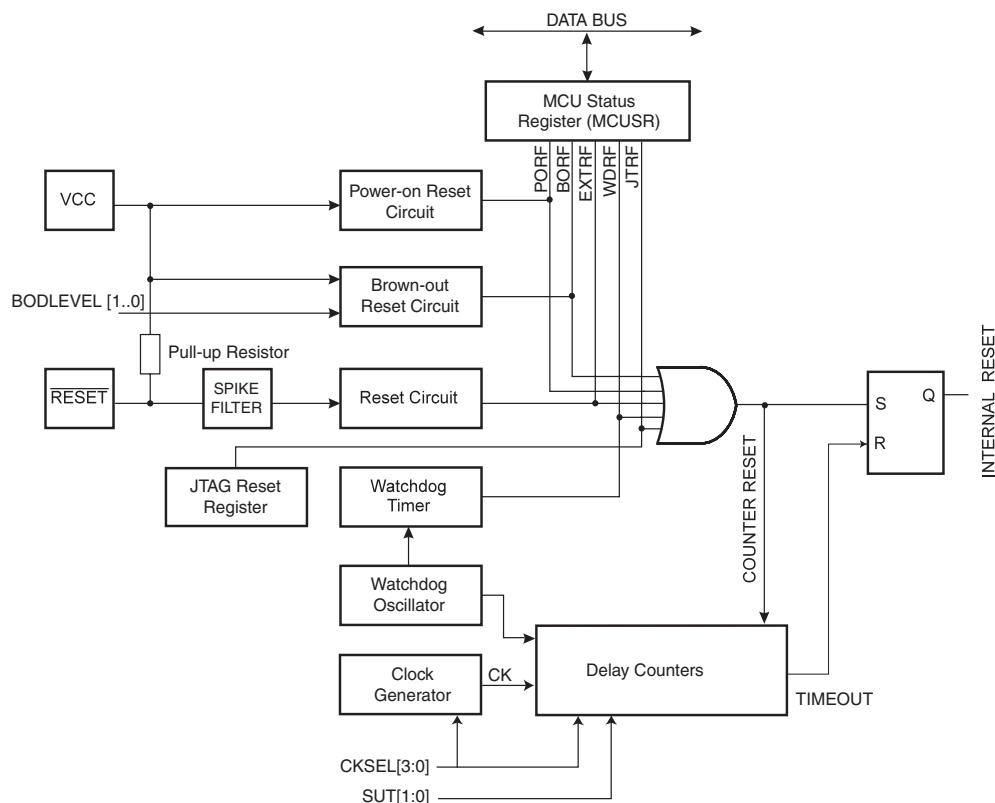 DATA BUS
MCU Status
Register (MCUSR)
PORF
BORF
EXTRF
WDRF
JTRF
VCC
Power-on Reset
Circuit
Brown-out
Reset Circuit
BODLEVEL [1..0]
Pull-up Resistor
RESET
SPIKE
FILTER
Reset Circuit
JTAG Reset
Register
Watchdog
Timer
Watchdog
Oscillator
Clock
Generator
CK
Delay Counters
COUNTER RESET
TIMEOUT
S
R
Q
INTERNAL RESET
CKSEL[3:0]
SUT[1:0]